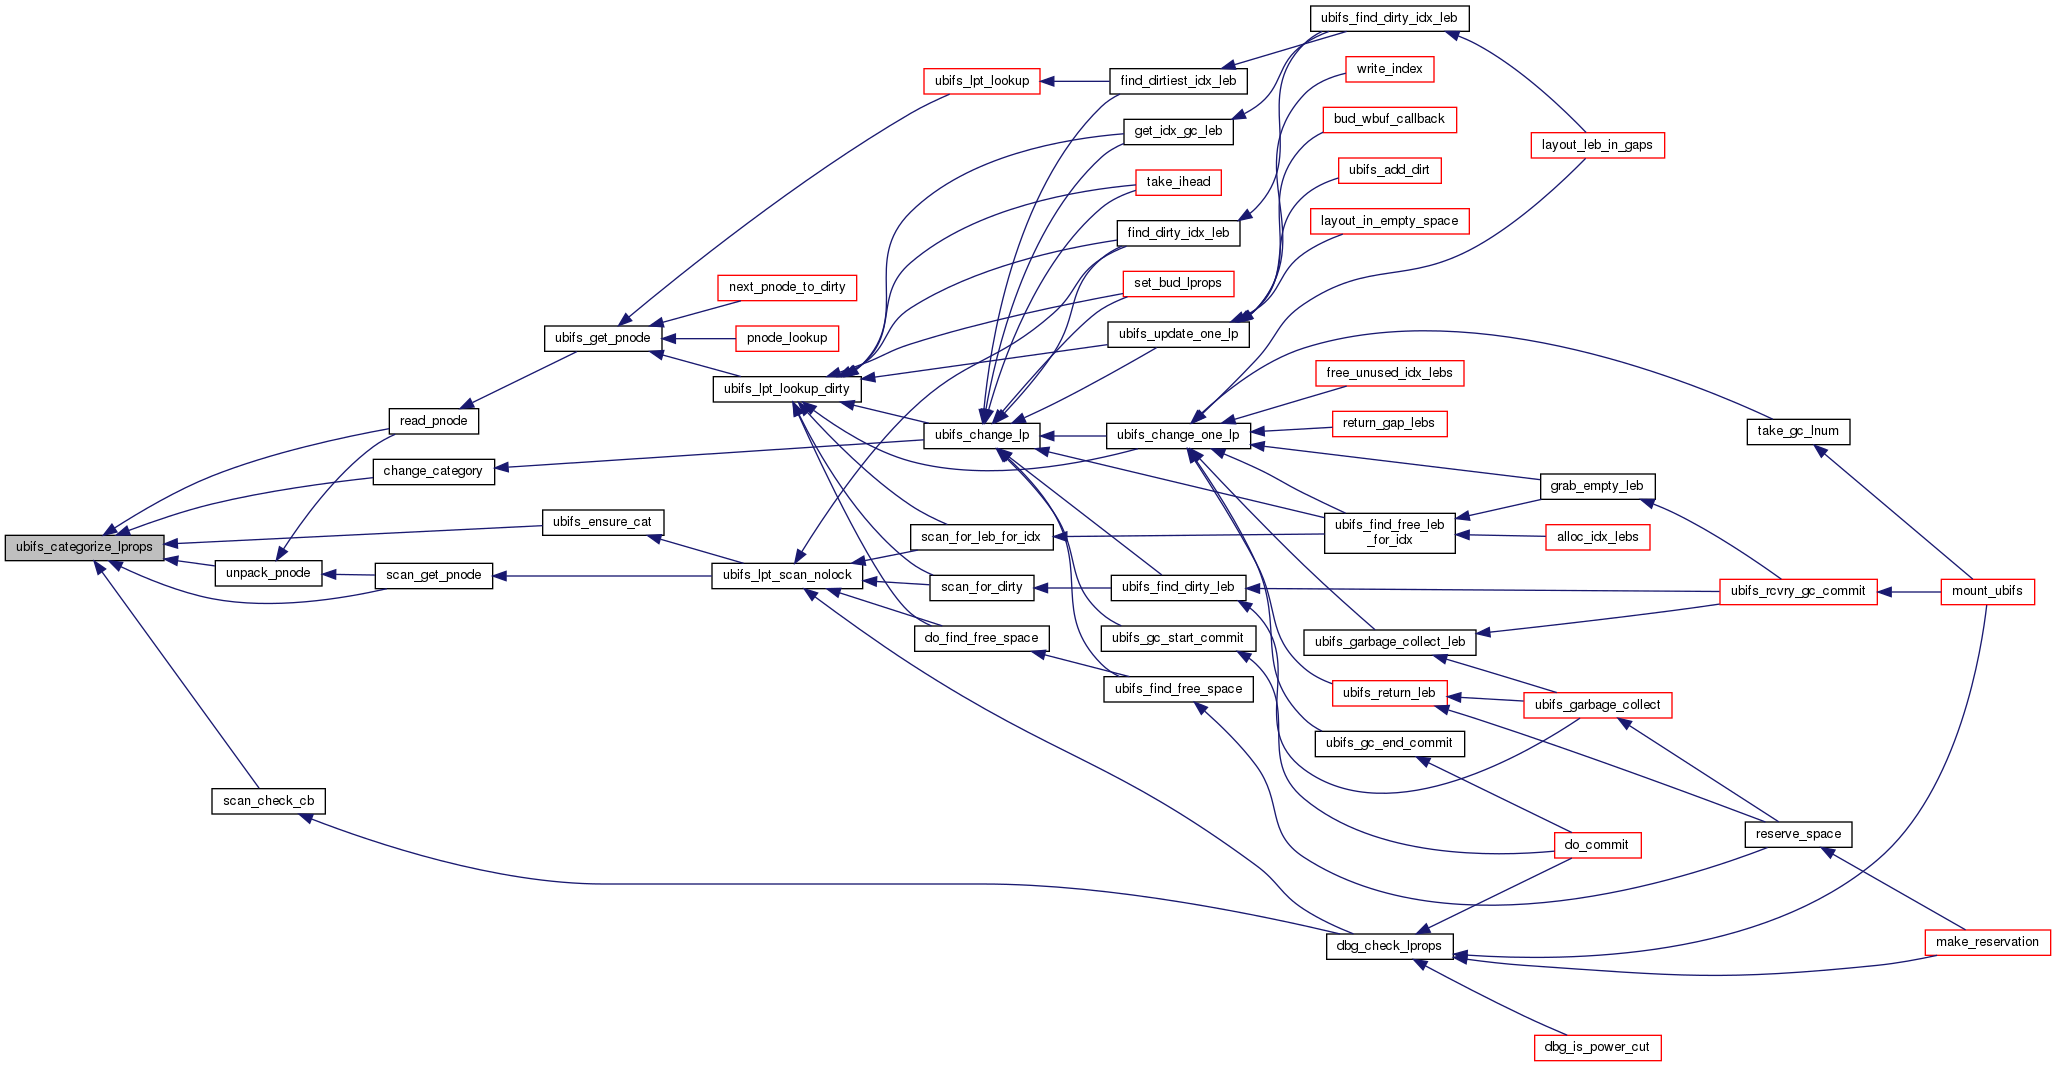 ubifs_find_dirty_idx_leb
write_index
ubifs_lpt_lookup
find_dirtiest_idx_leb
bud_wbuf_callback
get_idx_gc_leb
layout_leb_in_gaps
ubifs_add_dirt
take_ihead
layout_in_empty_space
find_dirty_idx_leb
next_pnode_to_dirty
set_bud_lprops
ubifs_get_pnode
pnode_lookup
ubifs_update_one_lp
free_unused_idx_lebs
ubifs_lpt_lookup_dirty
read_pnode
return_gap_lebs
take_gc_lnum
ubifs_change_lp
ubifs_change_one_lp
change_category
grab_empty_leb
ubifs_ensure_cat
scan_for_leb_for_idx
ubifs_find_free_leb
_for_idx
alloc_idx_lebs
ubifs_categorize_lprops
unpack_pnode
scan_get_pnode
ubifs_lpt_scan_nolock
scan_for_dirty
ubifs_find_dirty_leb
ubifs_rcvry_gc_commit
mount_ubifs
do_find_free_space
ubifs_gc_start_commit
ubifs_garbage_collect_leb
ubifs_find_free_space
ubifs_return_leb
ubifs_garbage_collect
ubifs_gc_end_commit
scan_check_cb
reserve_space
do_commit
dbg_check_lprops
make_reservation
dbg_is_power_cut